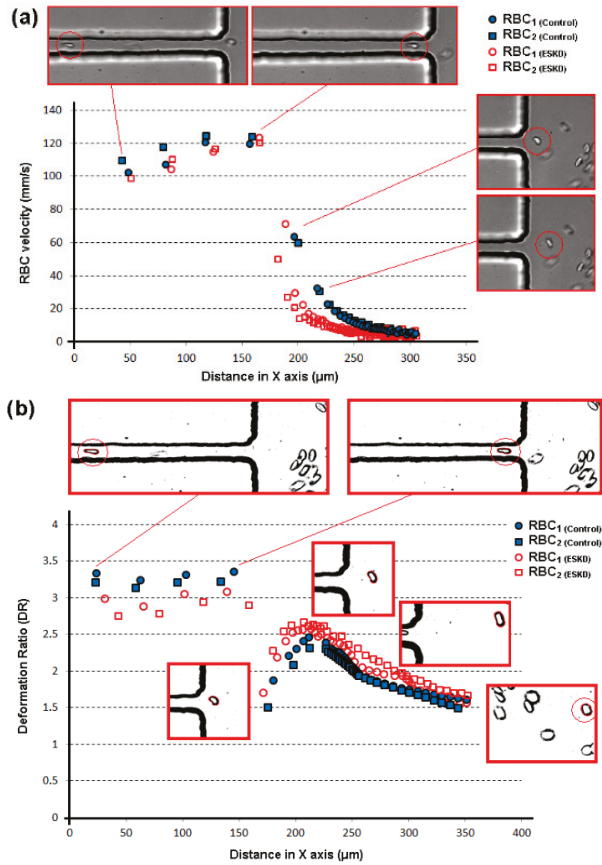 (a)
RBC1 (Control)
RBC2 (Control)
RBC1 (ESKD)
RBC2 (ESKD)
140
120
100
80
60
40
20
0
RBC velocity (mm/s)
0 50 100 150 200 250 300 350
Distance in X axis (µm)
(b)
RBC1 (Control)
RBC2 (Control)
RBC1 (ESKD)
RBC2 (ESKD)
4
3.5
3
2.5
2
1.5
1
0.5
0
Deformation Ratio (DR)
0 50 100 150 200 250 300 350 400
Distance in X axis (µm)